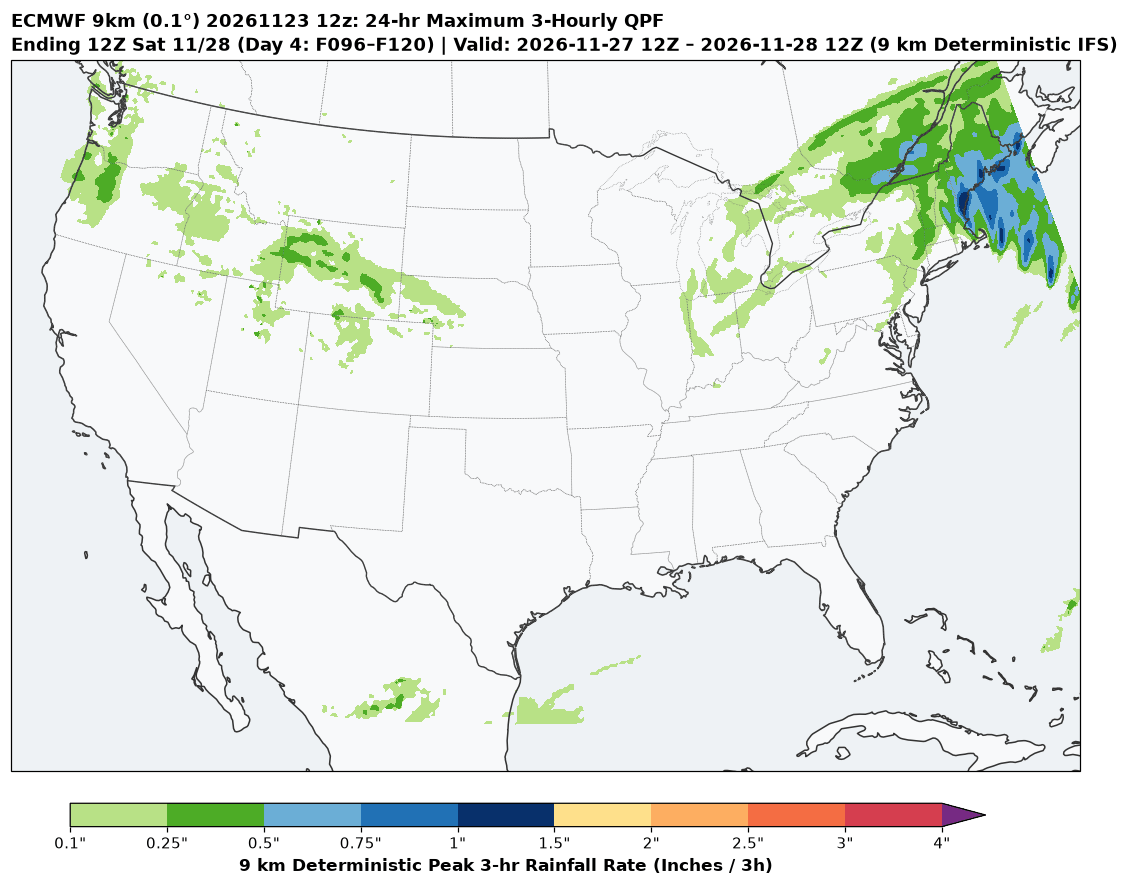 ECMWF 9km (0.1°) 20261123 12z: 24-hr Maximum 3-Hourly QPF
Ending 12Z Sat 11/28 (Day 4: F096–F120) | Valid: 2026-11-27 12Z – 2026-11-28 12Z (9 km Deterministic IFS)
0.1" 0.25" 0.5" 0.75" 1" 1.5" 2" 2.5" 3" 4"
9 km Deterministic Peak 3-hr Rainfall Rate (Inches / 3h)